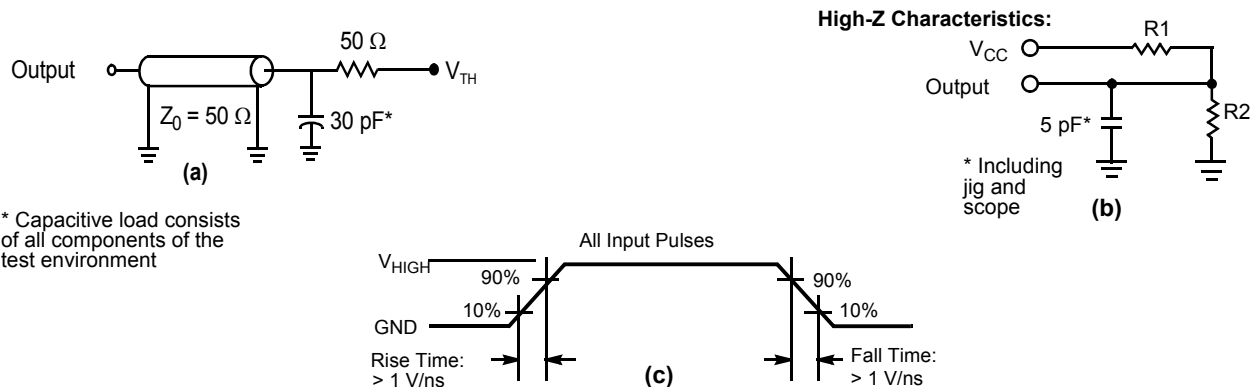 50 Ω
Output
V_TH
Z_0 = 50 Ω
30 pF*
(a)
* Capacitive load consists
of all components of the
test environment
High-Z Characteristics:
R1
V_CC
Output
R2
5 pF*
* Including
jig and
scope
(b)
All Input Pulses
V_HIGH
90%
90%
10%
10%
GND
Rise Time:
> 1 V/ns
Fall Time:
> 1 V/ns
(c)